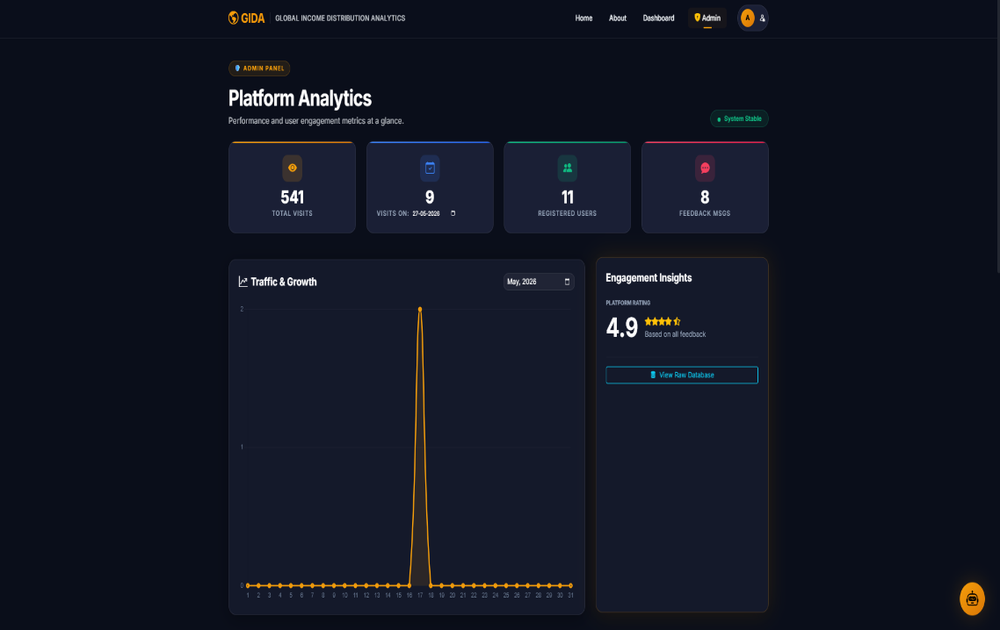 GIDA GLOBAL INCOME DISTRIBUTION ANALYTICS Home About Dashboard Admin A
ADMIN PANEL
Platform Analytics
Performance and user engagement metrics at a glance.
System Stable
541
TOTAL VISITS
9
VISITS ON: 27-05-2026
11
REGISTERED USERS
8
FEEDBACK MSGS
Traffic & Growth
May, 2026
2
1
0
1 2 3 4 5 6 7 8 9 10 11 12 13 14 15 16 17 18 19 20 21 22 23 24 25 26 27 28 29 30 31
Engagement Insights
PLATFORM RATING
4.9
Based on all feedback
View Raw Database